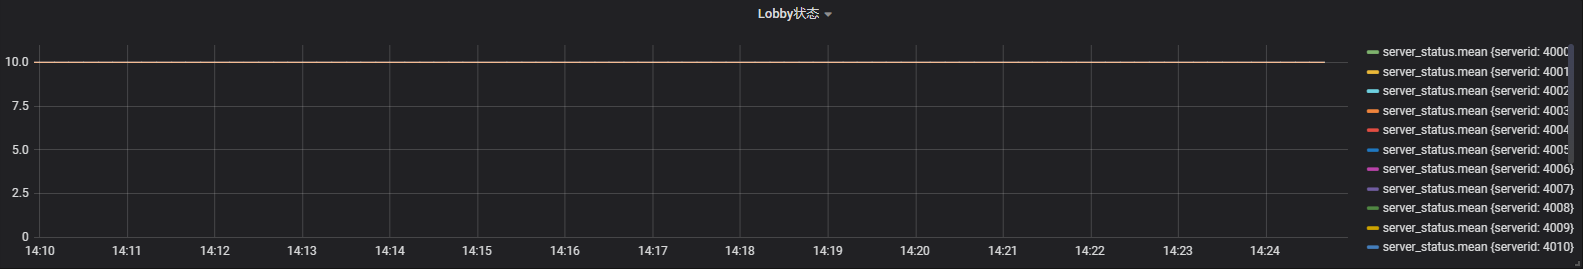 Lobby状态
10.0
7.5
5.0
2.5
0
14:10 14:11 14:12 14:13 14:14 14:15 14:16 14:17 14:18 14:19 14:20 14:21 14:22 14:23 14:24
server_status.mean {serverid: 4000
server_status.mean {serverid: 4001
server_status.mean {serverid: 4002
server_status.mean {serverid: 4003
server_status.mean {serverid: 4004
server_status.mean {serverid: 4005
server_status.mean {serverid: 4006}
server_status.mean {serverid: 4007}
server_status.mean {serverid: 4008}
server_status.mean {serverid: 4009}
server_status.mean {serverid: 4010}